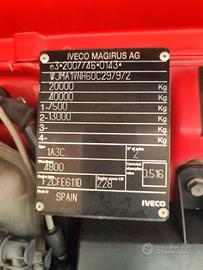 IVECO MAGIRUS AG
e3*2007/46*0143*
WJMA1VNH60C297972
20000 Kg
40000 Kg
1- 7500 Kg
2- 13000 Kg
3- Kg
4- Kg
1A3C
2
4800
0.516
F2CFE611D
228
SPAIN
IVECO
subito